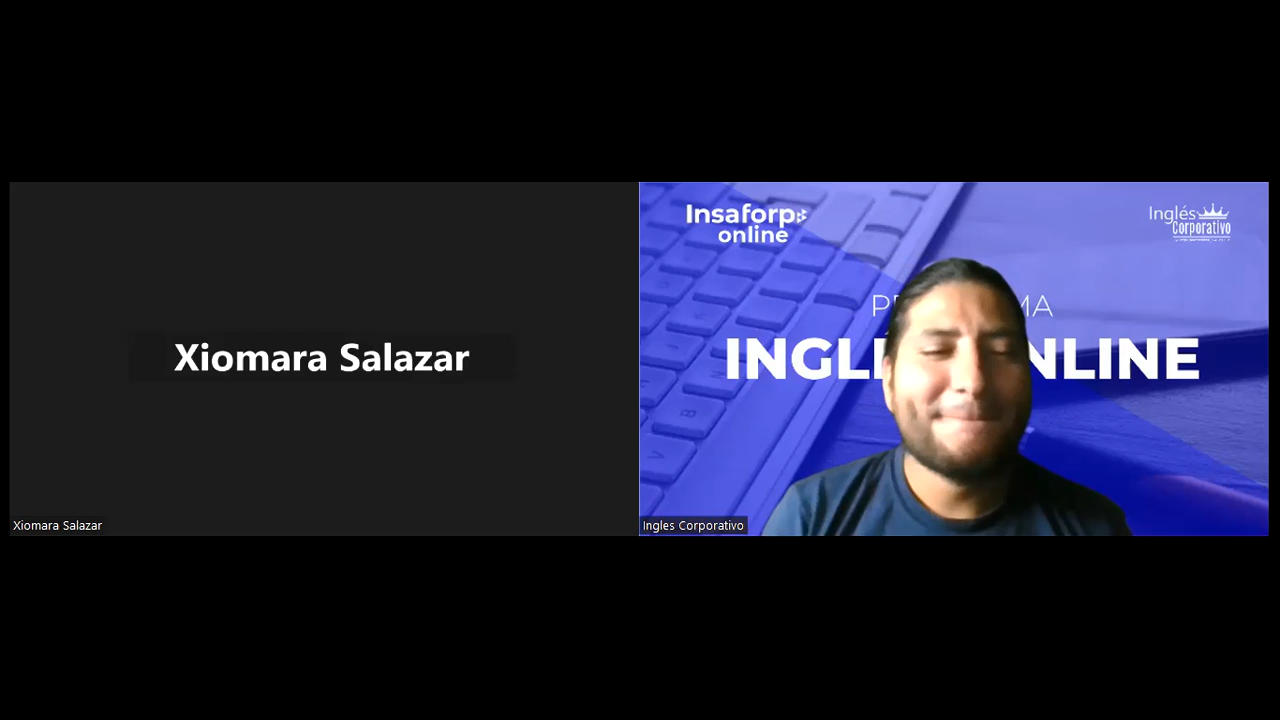 Xiomara Salazar
Xiomara Salazar
Insaforp
online
Inglés
Corporativo
INGL NLINE
Ingles Corporativo